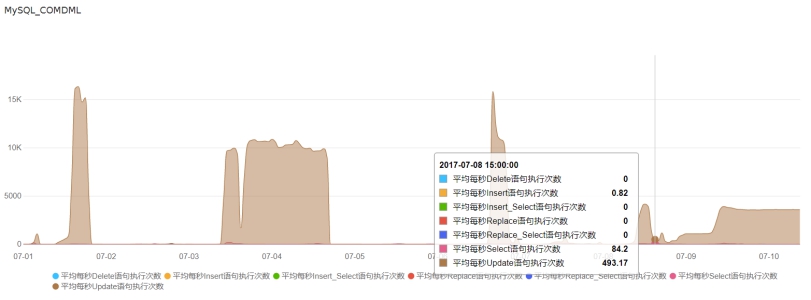 MySQL_COMDML
15K
10K
5000
0
07-01
07-02
07-03
07-04
07-05
07-06
07-09
07-10
2017-07-08 15:00:00
平均每秒Delete语句执行次数 0
平均每秒Insert语句执行次数 0.82
平均每秒Insert_Select语句执行次数 0
平均每秒Replace语句执行次数 0
平均每秒Replace_Select语句执行次数 0
平均每秒Select语句执行次数 84.2
平均每秒Update语句执行次数 493.17
平均每秒Delete语句执行次数 平均每秒Insert语句执行次数 平均每秒Insert_Select语句执行次数 平均每秒Replace语句执行次数 平均每秒Replace_Select语句执行次数 平均每秒Select语句执行次数
平均每秒Update语句执行次数